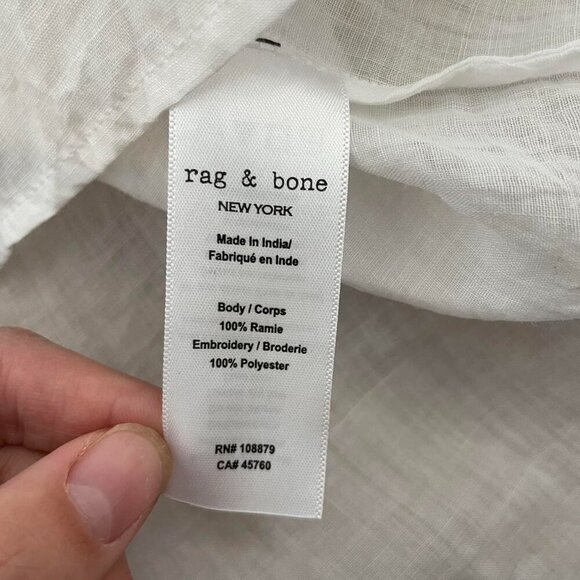 rag & bone
NEW YORK
Made In India/
Fabriqué en Inde
Body / Corps
100% Ramie
Embroidery / Broderie
100% Polyester
RN# 108879
CA# 45760